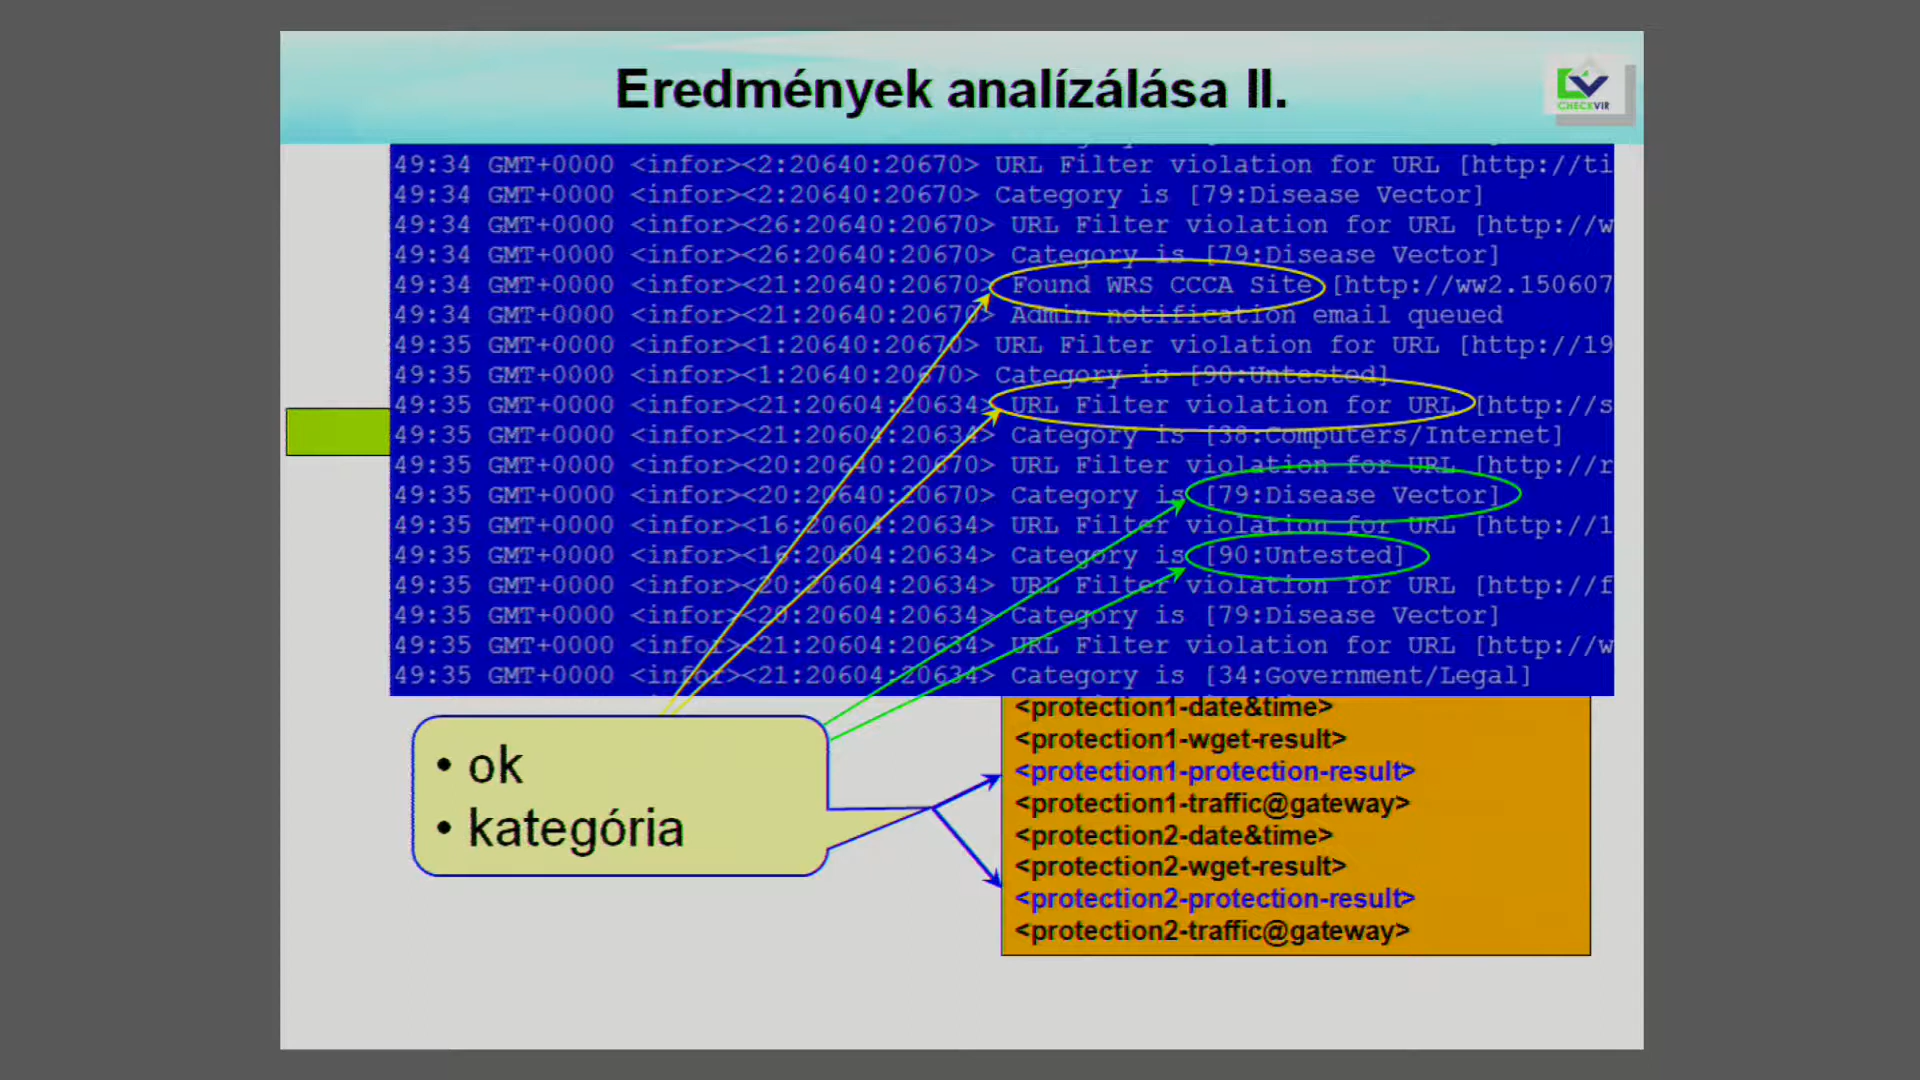 Eredmények analízálása II.
CHECKVIR
49:34 GMT+0000 <infor><2:20640:20670> URL Filter violation for URL [http://ti
49:34 GMT+0000 <infor><2:20640:20670> Category is [79:Disease Vector]
49:34 GMT+0000 <infor><26:20640:20670> URL Filter violation for URL [http://w
49:34 GMT+0000 <infor><26:20640:20670> Category is [79:Disease Vector]
49:34 GMT+0000 <infor><21:20640:20670> Found WRS CCCA Site [http://ww2.150607
49:34 GMT+0000 <infor><21:20640:20670> Admin notification email queued
49:35 GMT+0000 <infor><1:20640:20670> URL Filter violation for URL [http://19
49:35 GMT+0000 <infor><1:20640:20670> Category is [90:Untested]
49:35 GMT+0000 <infor><21:20604:20634> URL Filter violation for URL [http://s
49:35 GMT+0000 <infor><21:20604:20634> Category is [38:Computers/Internet]
49:35 GMT+0000 <infor><20:20640:20670> URL Filter violation for URL [http://r
49:35 GMT+0000 <infor><20:20640:20670> Category is [79:Disease Vector]
49:35 GMT+0000 <infor><16:20604:20634> URL Filter violation for URL [http://1
49:35 GMT+0000 <infor><16:20604:20634> Category is [90:Untested]
49:35 GMT+0000 <infor><20:20604:20634> URL Filter violation for URL [http://f
49:35 GMT+0000 <infor><20:20604:20634> Category is [79:Disease Vector]
49:35 GMT+0000 <infor><21:20604:20634> URL Filter violation for URL [http://w
49:35 GMT+0000 <infor><21:20604:20634> Category is [34:Government/Legal]
• ok
• kategória
<protection1-date&time>
<protection1-wget-result>
<protection1-protection-result>
<protection1-traffic@gateway>
<protection2-date&time>
<protection2-wget-result>
<protection2-protection-result>
<protection2-traffic@gateway>